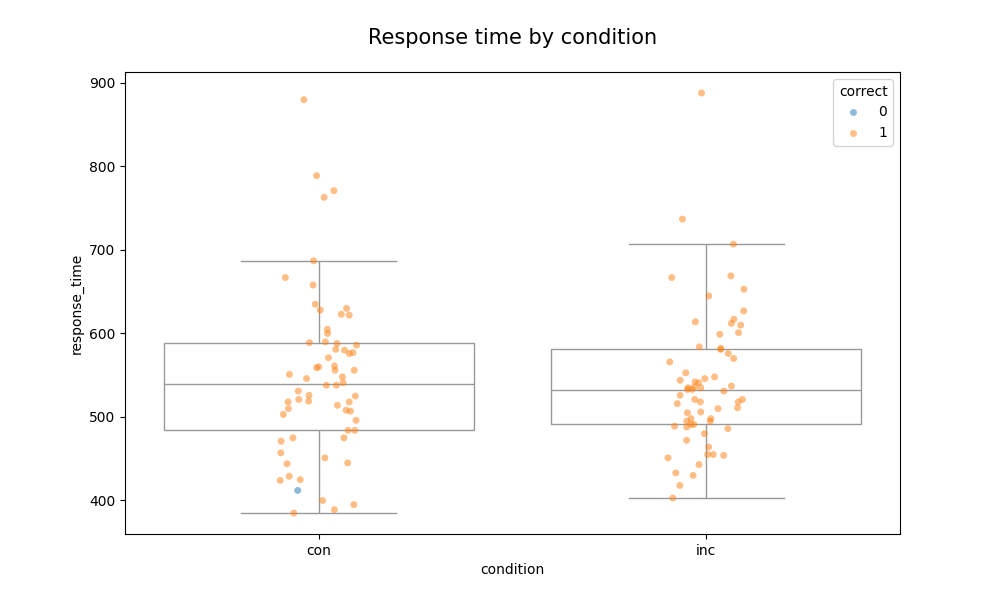 Response time by condition
900
800
700
600
500
400
response_time
con
inc
condition
correct
0
1